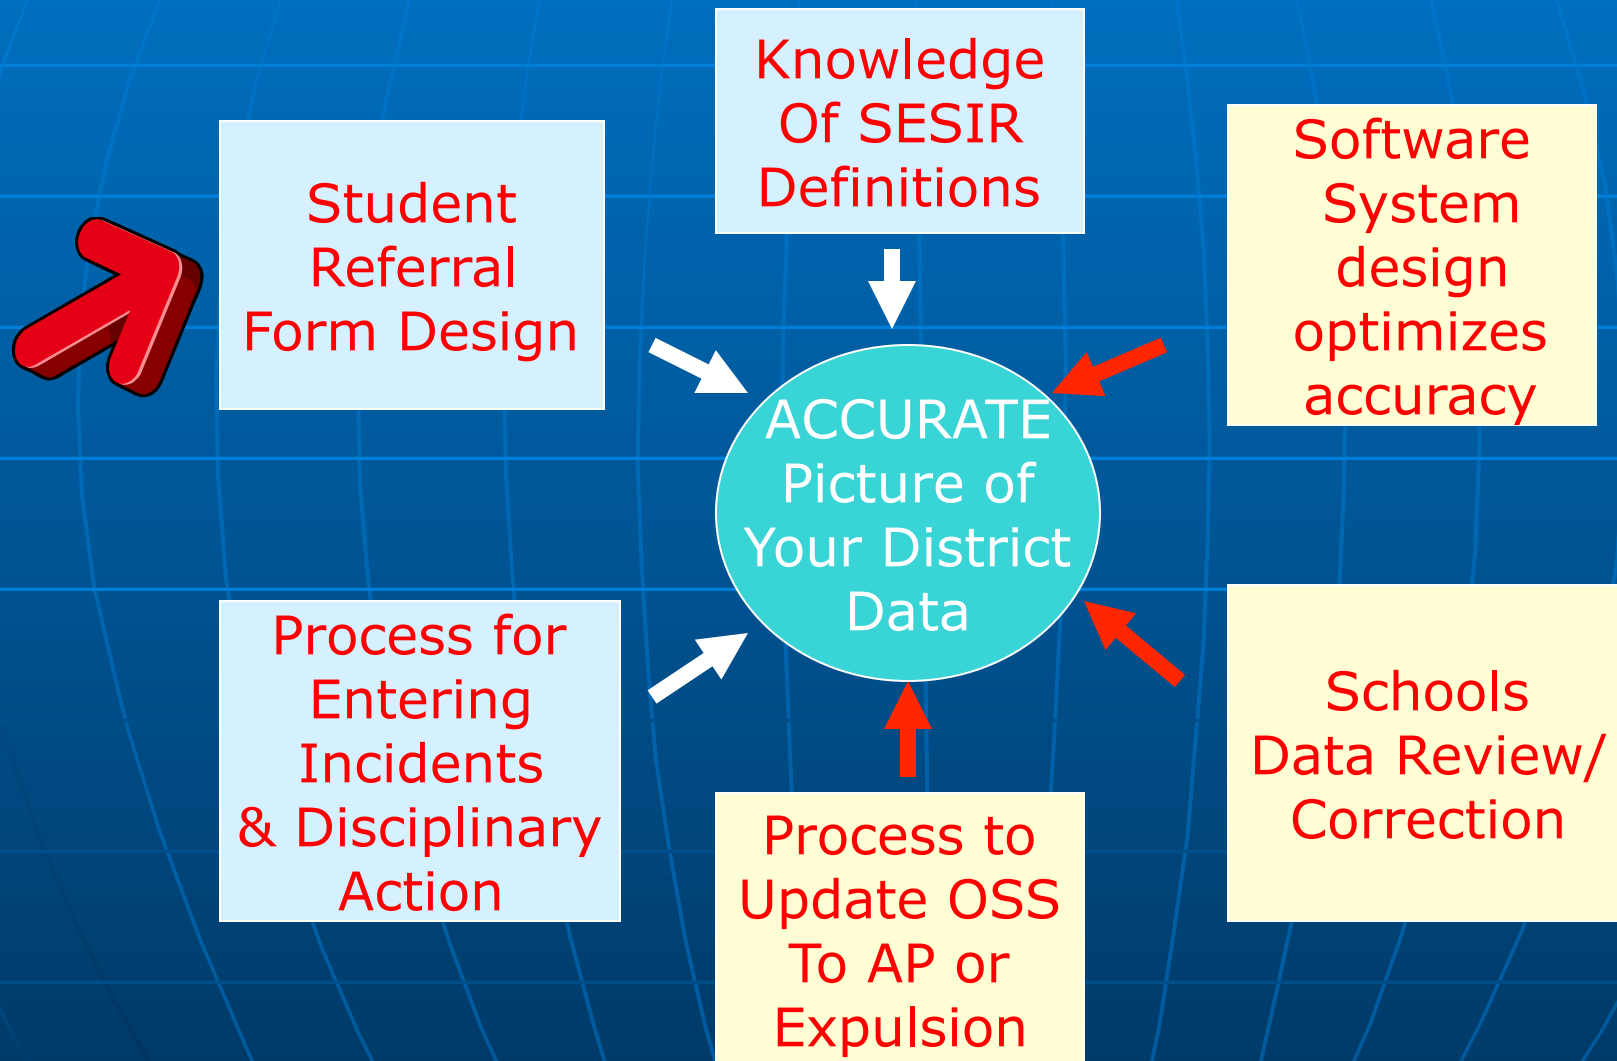 Knowledge
Of SESIR
Definitions
Student
Referral
Form Design
Software
System
design
optimizes
accuracy
ACCURATE
Picture of
Your District
Data
Process for
Entering
Incidents
& Disciplinary
Action
Process to
Update OSS
To AP or
Expulsion
Schools
Data Review/
Correction